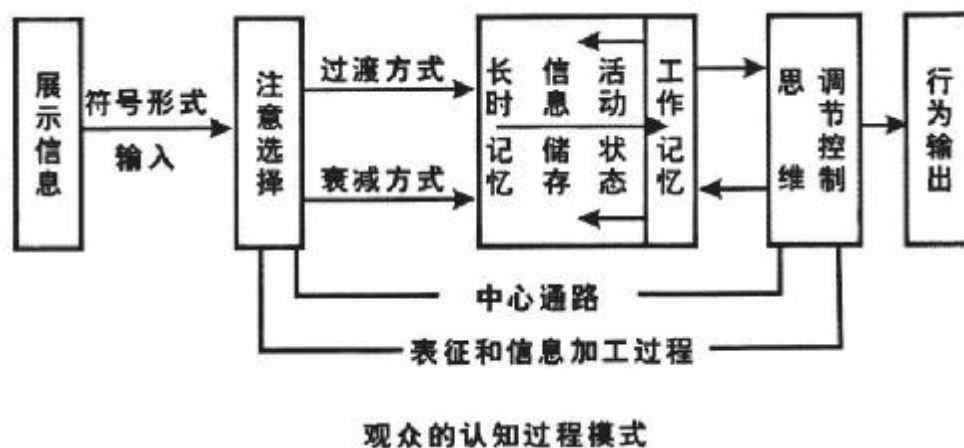 展示信息
符号形式
输入
注意选择
过渡方式
衰减方式
长时记忆
信息储存
活动状态
工作记忆
思维
调节控制
行为输出
中心通路
表征和信息加工过程
观众的认知过程模式